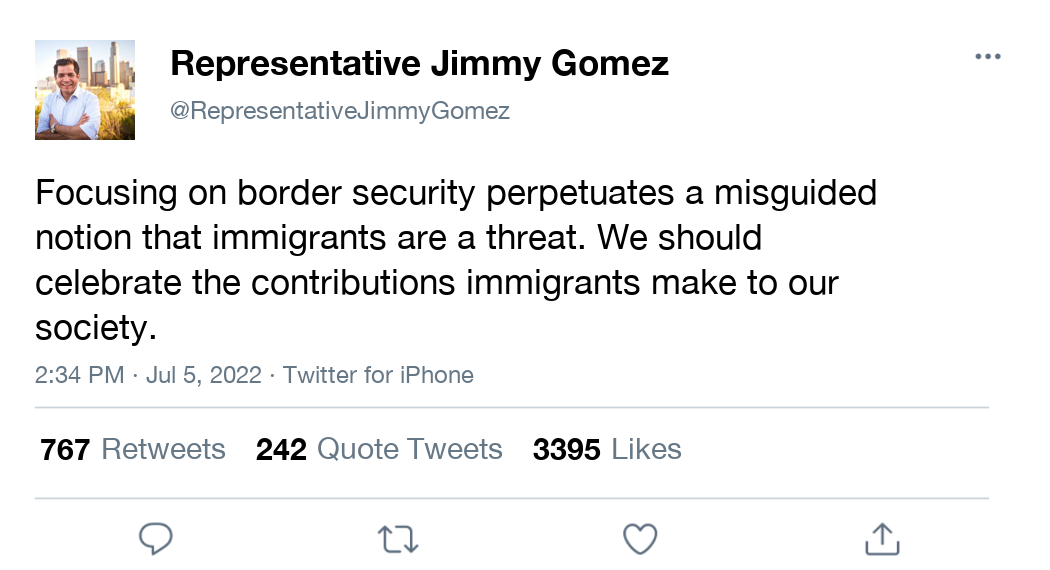 Representative Jimmy Gomez
@RepresentativeJimmyGomez
Focusing on border security perpetuates a misguided
notion that immigrants are a threat. We should
celebrate the contributions immigrants make to our
society.
2:34 PM · Jul 5, 2022 · Twitter for iPhone
767 Retweets 242 Quote Tweets 3395 Likes